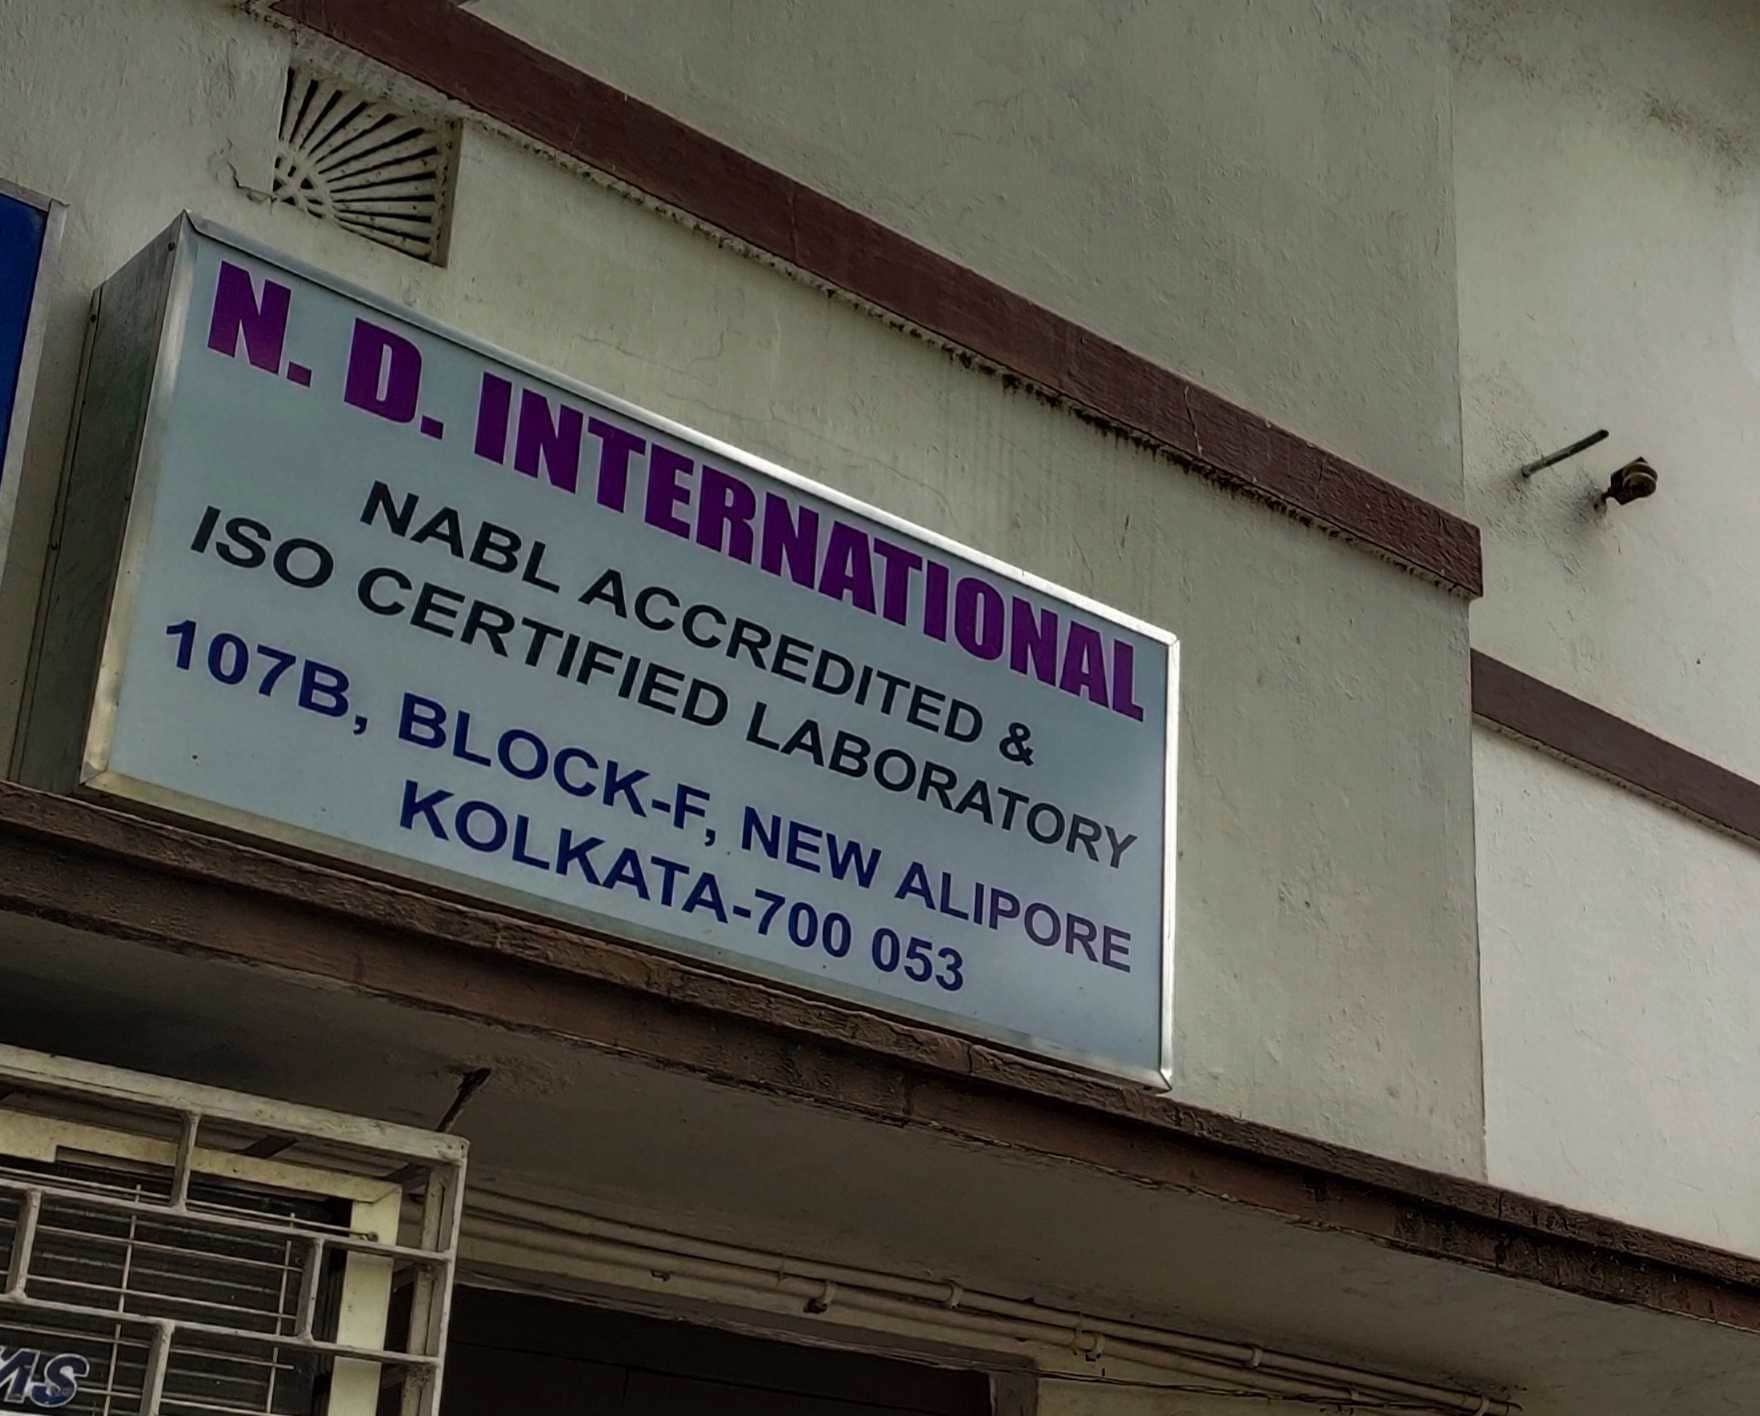 N. D. INTERNATIONAL
NABL ACCREDITED &
ISO CERTIFIED LABORATORY
107B, BLOCK-F, NEW ALIPORE
KOLKATA-700 053